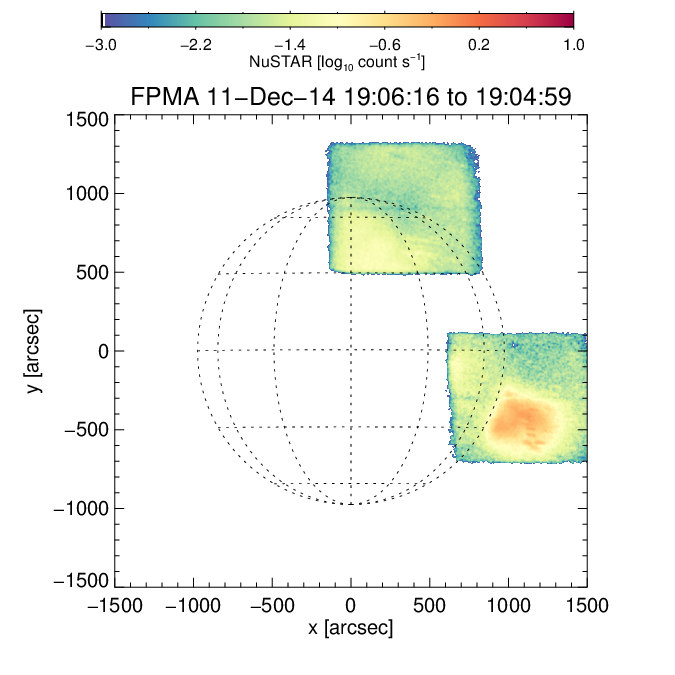 −3.0 −2.2 −1.4 −0.6 0.2 1.0
NuSTAR [log₁₀ count s⁻¹]
FPMA 11−Dec−14 19:06:16 to 19:04:59
1500
1000
500
0
−500
−1000
−1500
y [arcsec]
−1500 −1000 −500 0 500 1000 1500
x [arcsec]